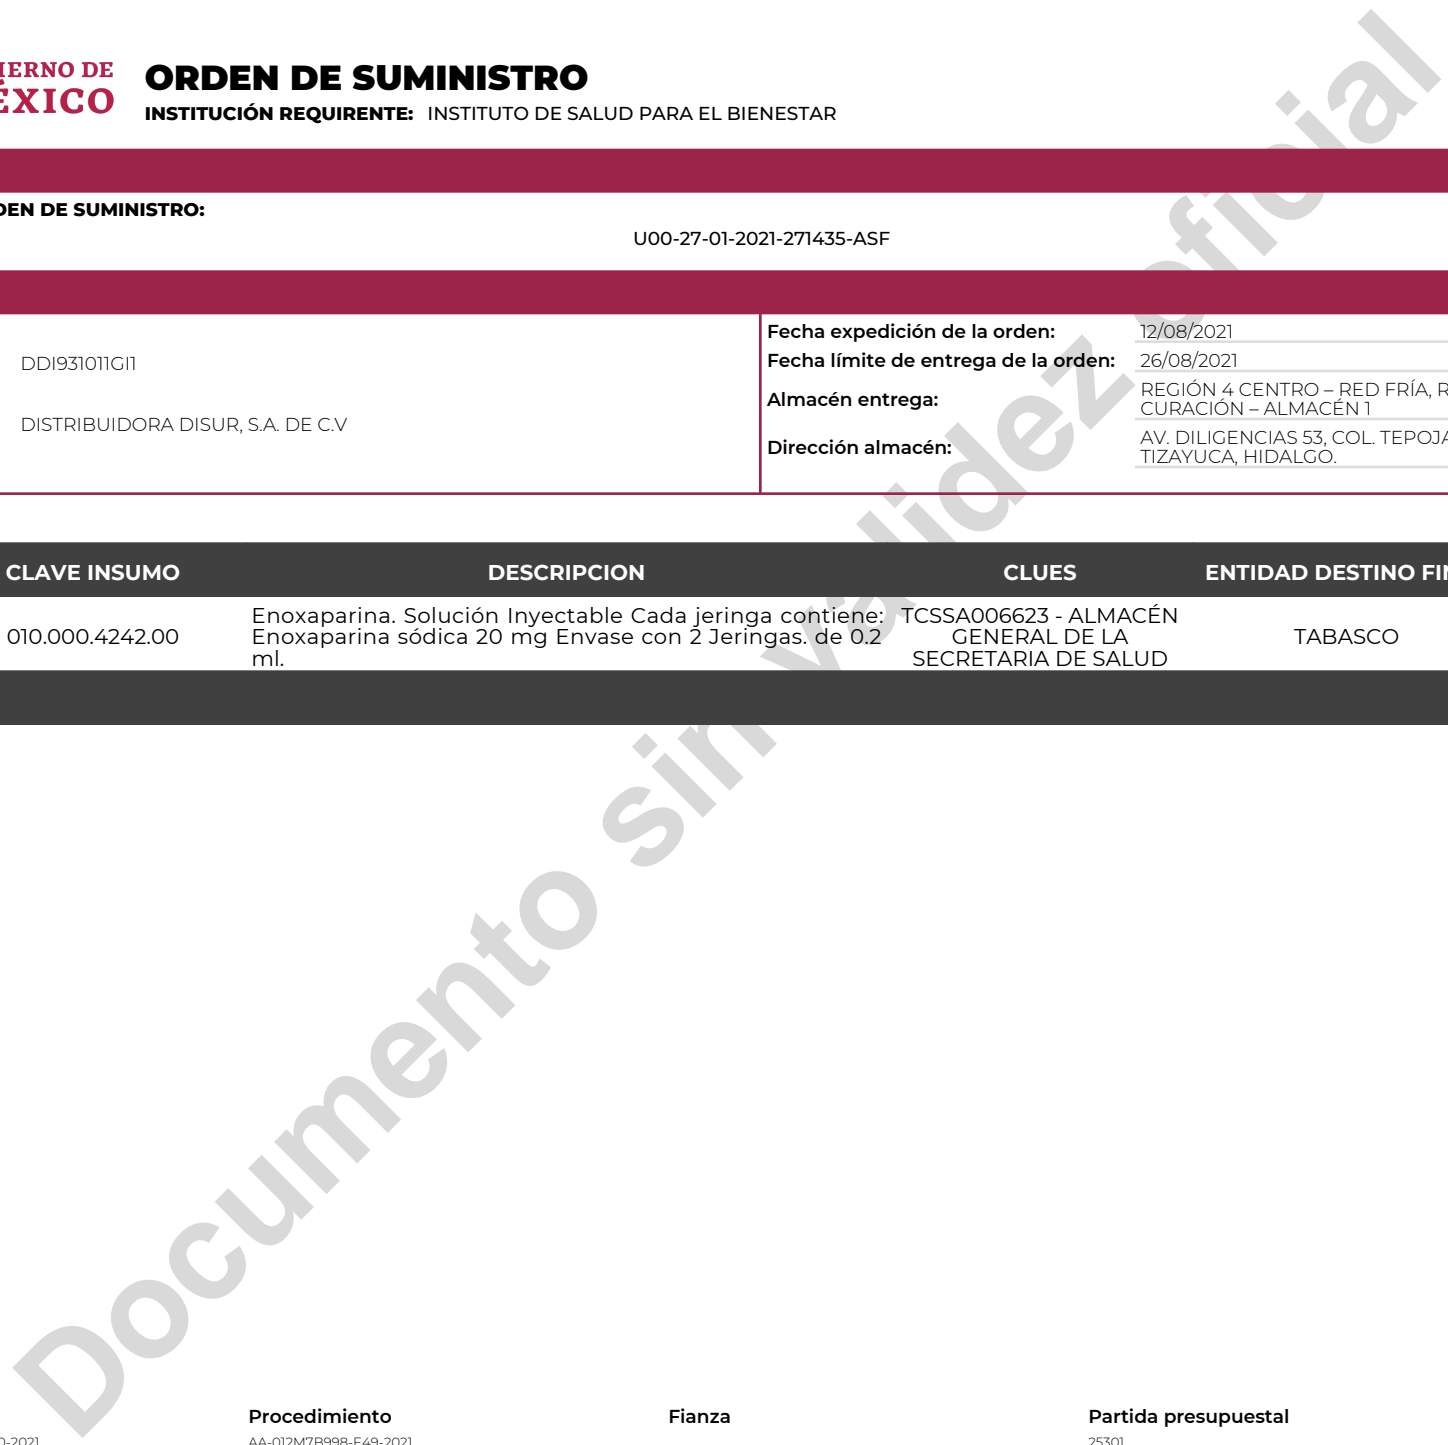 ORDEN DE SUMINISTRO
INSTITUCIÓN REQUIRENTE: INSTITUTO DE SALUD PARA EL BIENESTAR
IERNO DE
ÉXICO
DEN DE SUMINISTRO:
U00-27-01-2021-271435-ASF
DDI931011GI1
DISTRIBUIDORA DISUR, S.A. DE C.V
Fecha expedición de la orden: 12/08/2021
Fecha límite de entrega de la orden: 26/08/2021
Almacén entrega: REGIÓN 4 CENTRO – RED FRÍA, R
CURACIÓN – ALMACÉN 1
Dirección almacén: AV. DILIGENCIAS 53, COL. TEPOJA
TIZAYUCA, HIDALGO.
CLAVE INSUMO DESCRIPCION CLUES ENTIDAD DESTINO FIN
010.000.4242.00
Enoxaparina. Solución Inyectable Cada jeringa contiene:
Enoxaparina sódica 20 mg Envase con 2 Jeringas. de 0.2
ml.
TCSSA006623 - ALMACÉN
GENERAL DE LA
SECRETARIA DE SALUD
TABASCO
Documento sin validez oficial
Procedimiento Fianza Partida presupuestal
0-2021 AA-012M7B998-E49-2021 25301